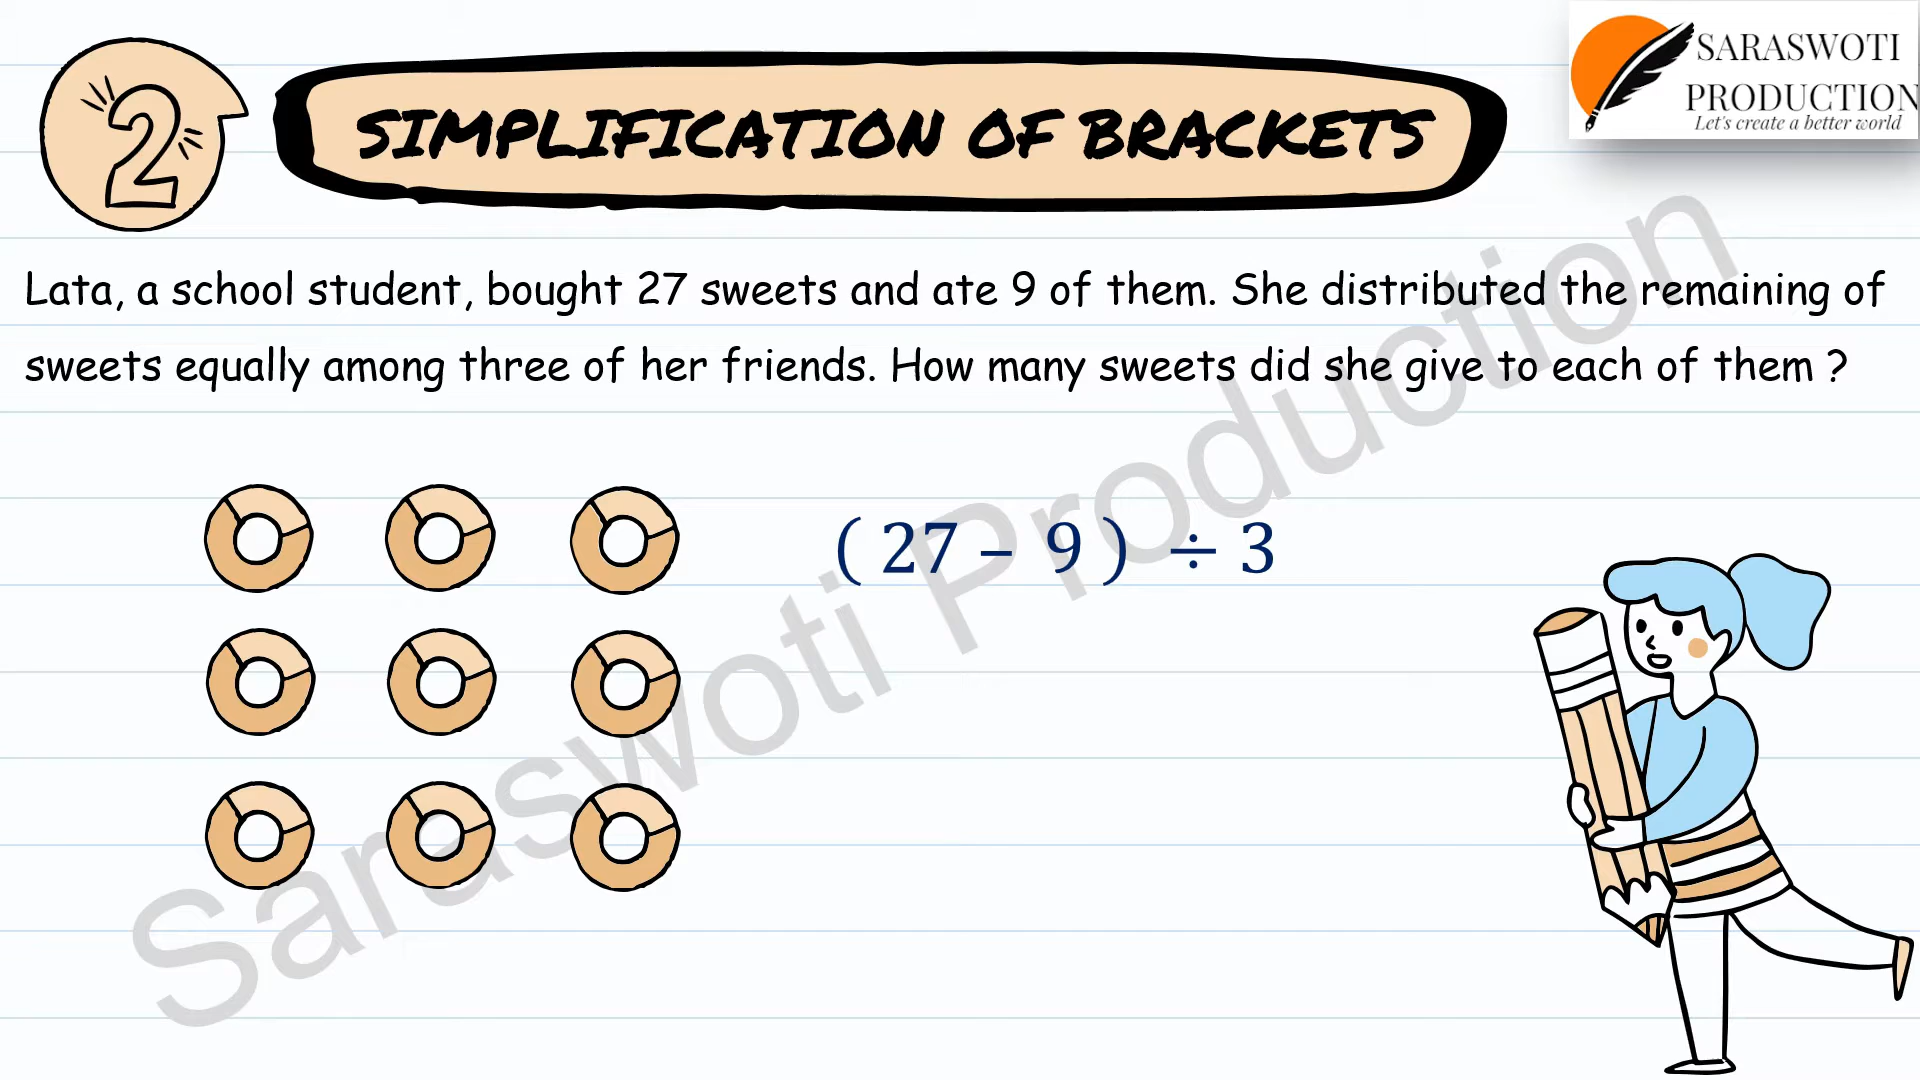 2
SIMPLIFICATION OF BRACKETS
SARASWOTI
PRODUCTION
Let's create a better world
Lata, a school student, bought 27 sweets and ate 9 of them. She distributed the remaining of
sweets equally among three of her friends. How many sweets did she give to each of them ?
( 27 – 9 ) ÷ 3
Saraswoti Production